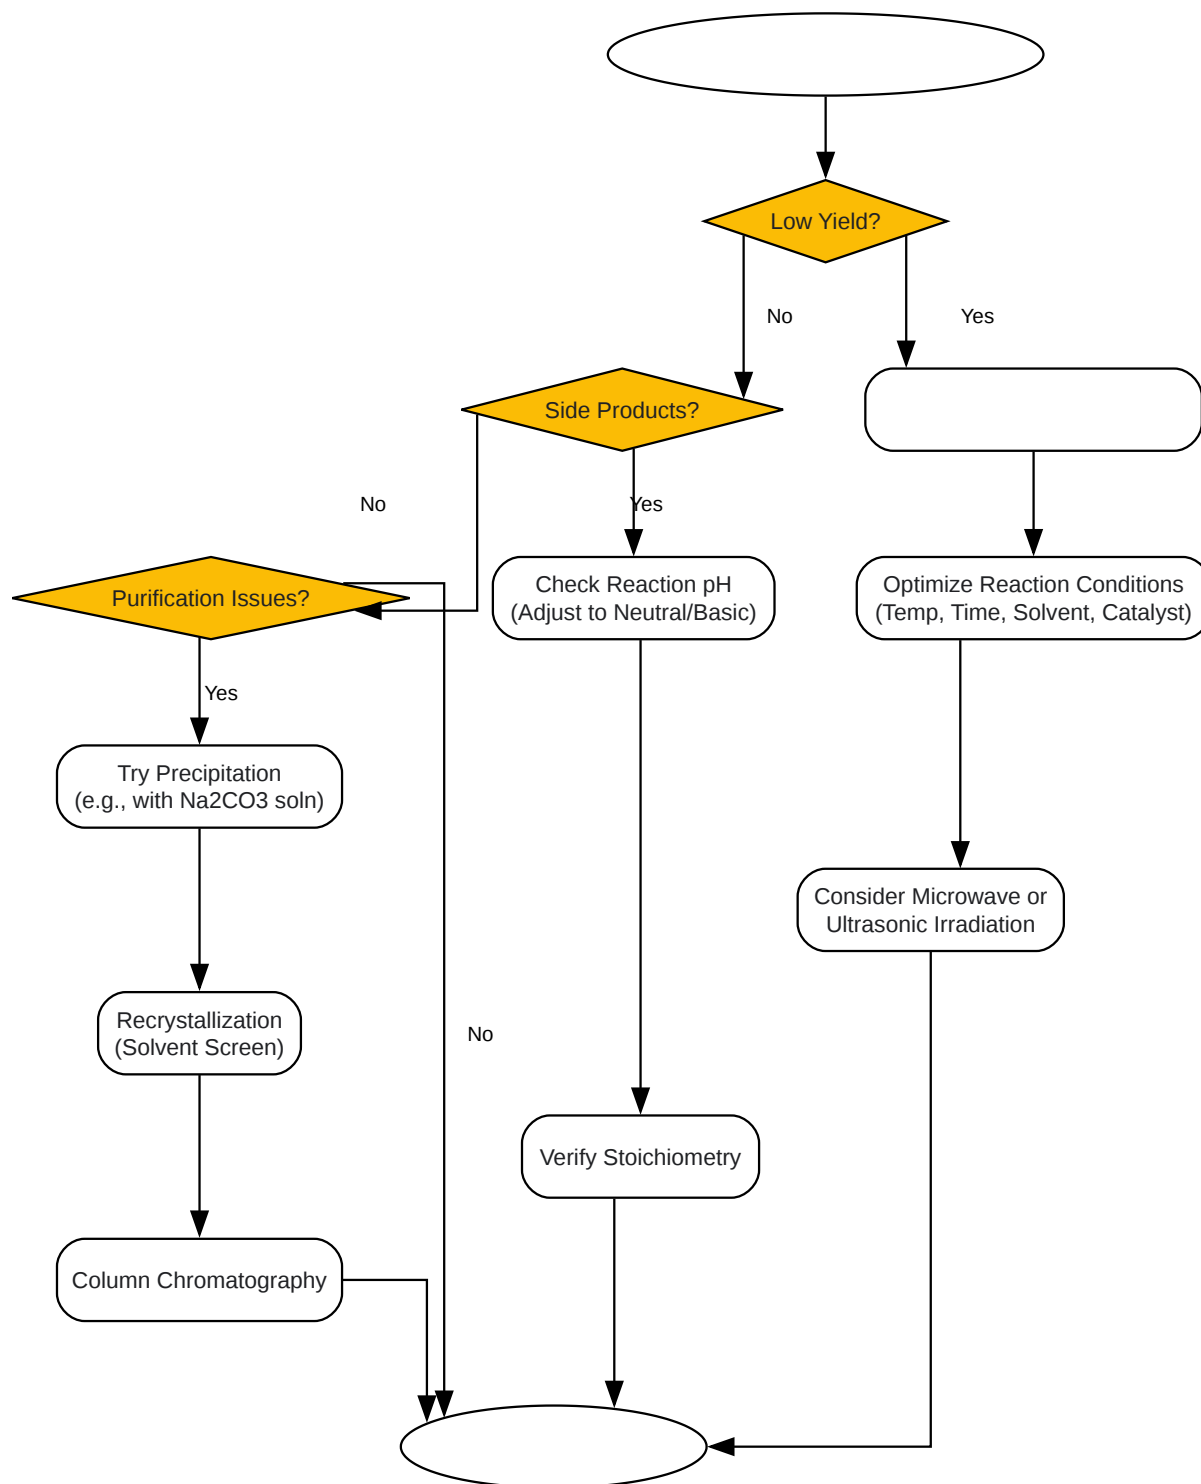 Low Yield?
No
Yes
Side Products?
No
Yes
Purification Issues?
Check Reaction pH
(Adjust to Neutral/Basic)
Optimize Reaction Conditions
(Temp, Time, Solvent, Catalyst)
Yes
Try Precipitation
(e.g., with Na2CO3 soln)
Consider Microwave or
Ultrasonic Irradiation
Recrystallization
(Solvent Screen)
No
Verify Stoichiometry
Column Chromatography